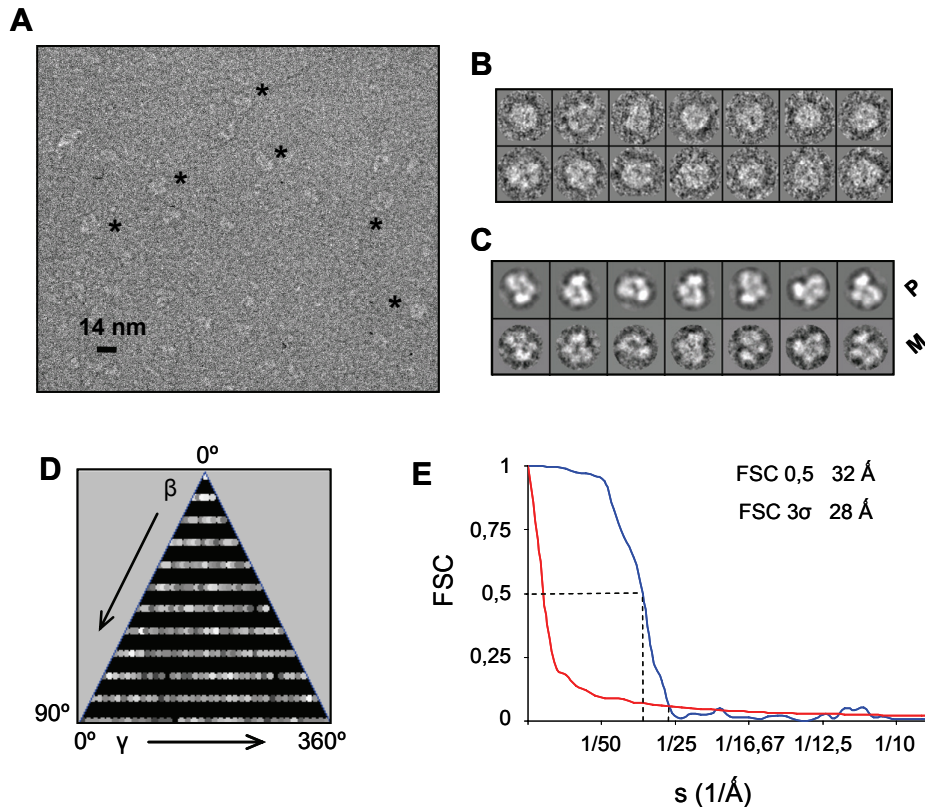 A
*
*
*
*
*
*
14 nm
B
C
P
M
D
0º
β
90º
0º γ 360º
E
FSC 0,5 32 Ǻ
FSC 3σ 28 Ǻ
1
0,75
0,5
0,25
0
FSC
1/50 1/25 1/16,67 1/12,5 1/10
s (1/Ǻ)